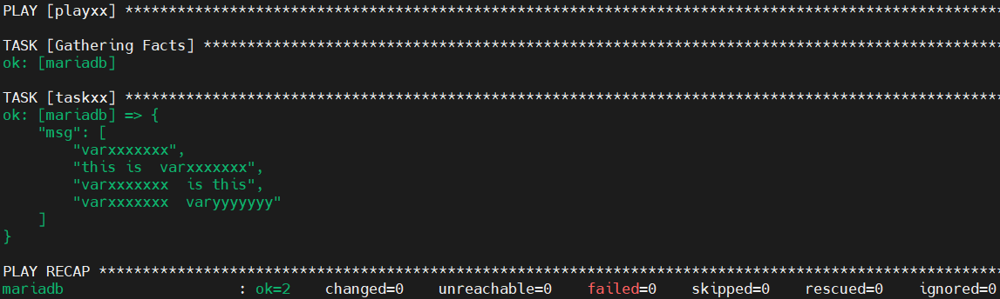 PLAY [playxx] *****************************************************************************************************
TASK [Gathering Facts] ********************************************************************************************
ok: [mariadb]
TASK [taskxx] *****************************************************************************************************
ok: [mariadb] => {
    "msg": [
        "varxxxxxxx",
        "this is  varxxxxxxx",
        "varxxxxxxx  is this",
        "varxxxxxxx  varyyyyyyy"
    ]
}
PLAY RECAP ********************************************************************************************************
mariadb                    : ok=2    changed=0    unreachable=0    failed=0    skipped=0    rescued=0    ignored=0